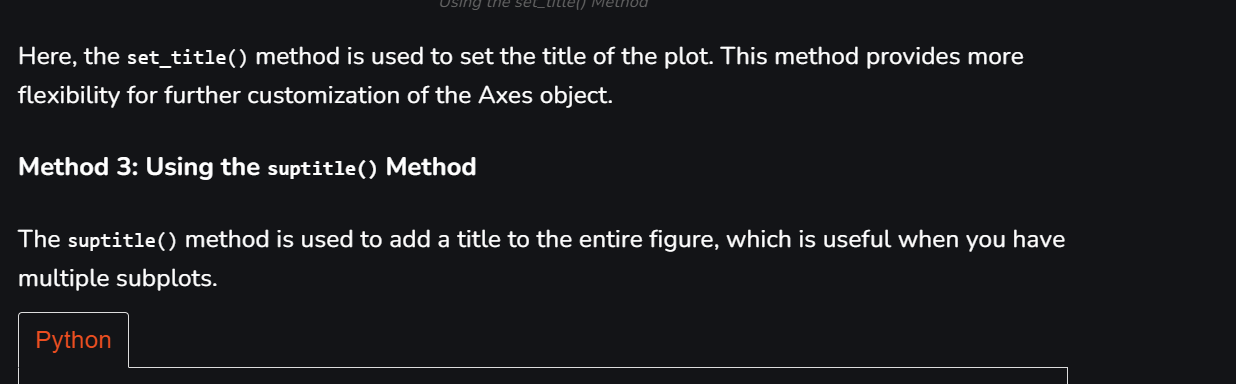 Using the set_title() Method
Here, the set_title() method is used to set the title of the plot. This method provides more
flexibility for further customization of the Axes object.
Method 3: Using the suptitle() Method
The suptitle() method is used to add a title to the entire figure, which is useful when you have
multiple subplots.
Python